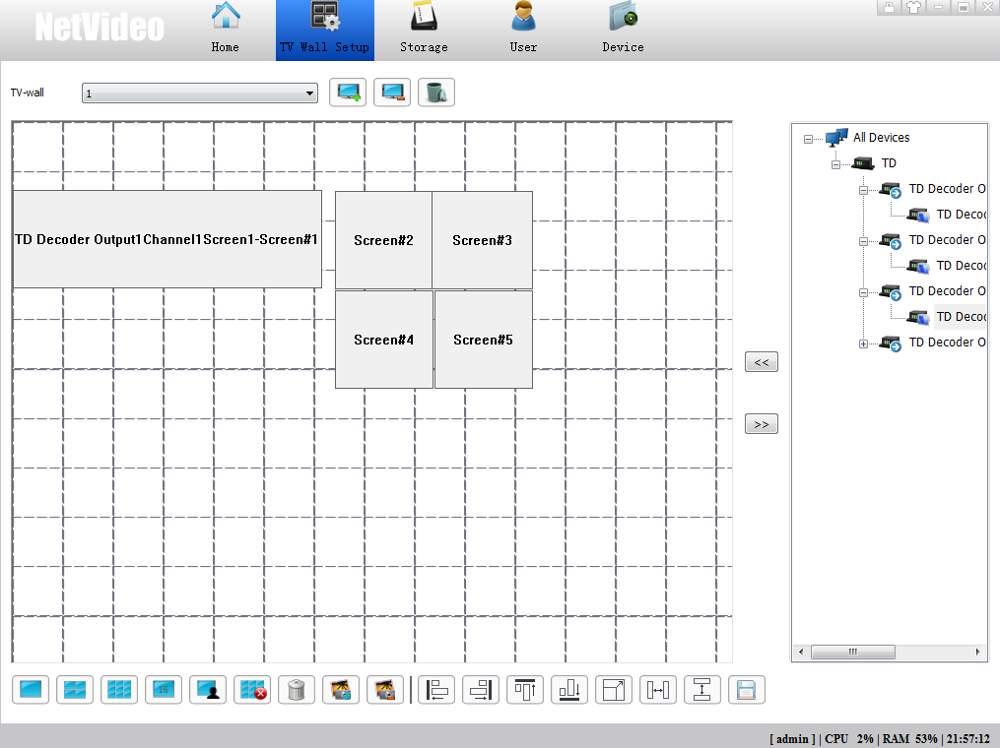 NetVideo
Home
TV Wall Setup
Storage
User
Device
TV-wall
1
TD Decoder Output1Channel1Screen1-Screen#1
Screen#2
Screen#3
Screen#4
Screen#5
<<
>>
All Devices
TD
TD Decoder O
TD Deco
TD Decoder O
TD Deco
TD Decoder O
TD Deco
TD Decoder O
16
[ admin ] | CPU 2% | RAM 53% | 21:57:12